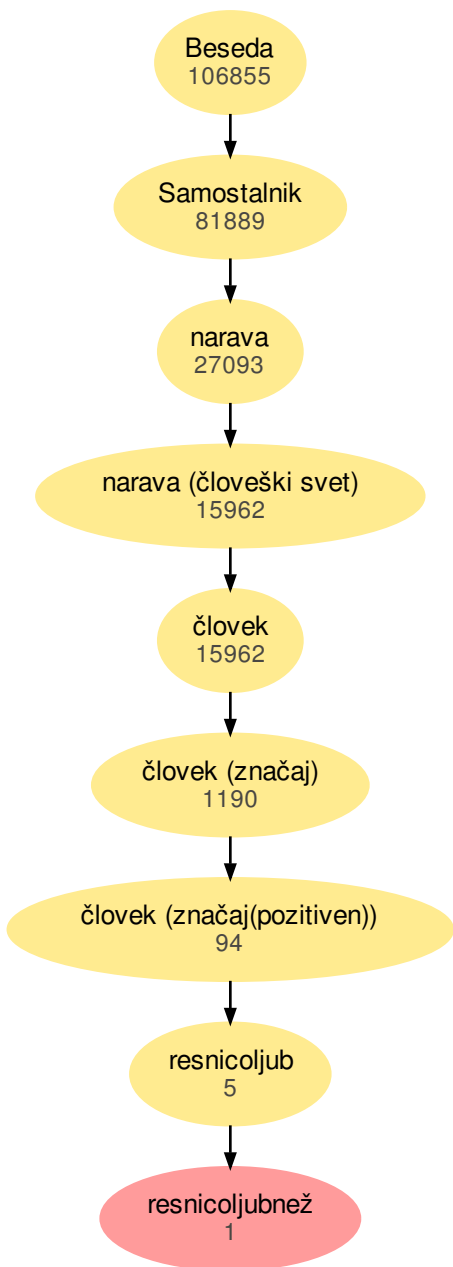 Beseda
106855
Samostalnik
81889
narava
27093
narava (človeški svet)
15962
človek
15962
človek (značaj)
1190
človek (značaj(pozitiven))
94
resnicoljub
5
resnicoljubnež
1